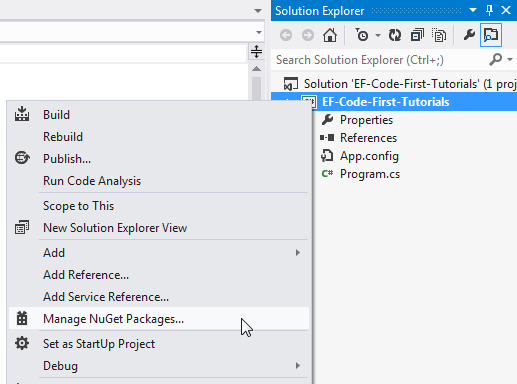 Solution Explorer
Search Solution Explorer (Ctrl+;)
Solution 'EF-Code-First-Tutorials' (1 proj
EF-Code-First-Tutorials
Properties
References
App.config
C# Program.cs
Build
Rebuild
Publish...
Run Code Analysis
Scope to This
New Solution Explorer View
Add
Add Reference...
Add Service Reference...
Manage NuGet Packages...
Set as StartUp Project
Debug